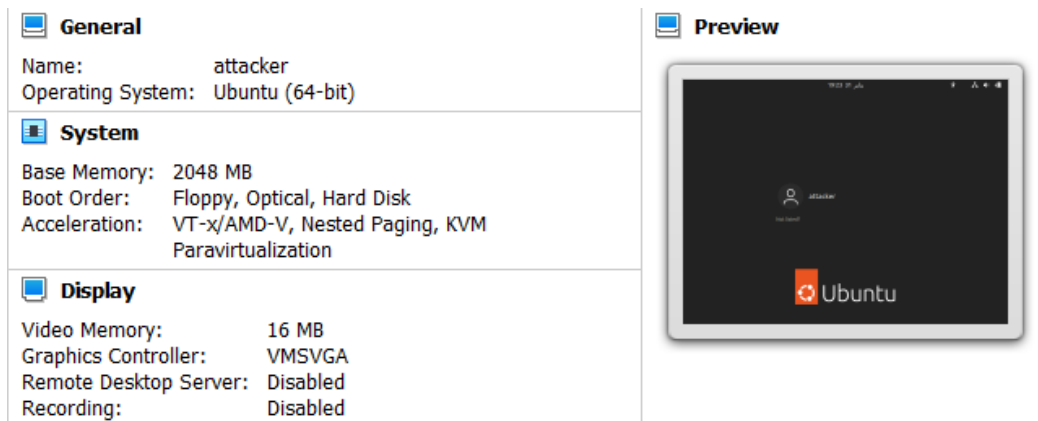 General
Name: attacker
Operating System: Ubuntu (64-bit)
System
Base Memory: 2048 MB
Boot Order: Floppy, Optical, Hard Disk
Acceleration: VT-x/AMD-V, Nested Paging, KVM
Paravirtualization
Display
Video Memory: 16 MB
Graphics Controller: VMSVGA
Remote Desktop Server: Disabled
Recording: Disabled
Preview
attacker
Not listed?
Ubuntu